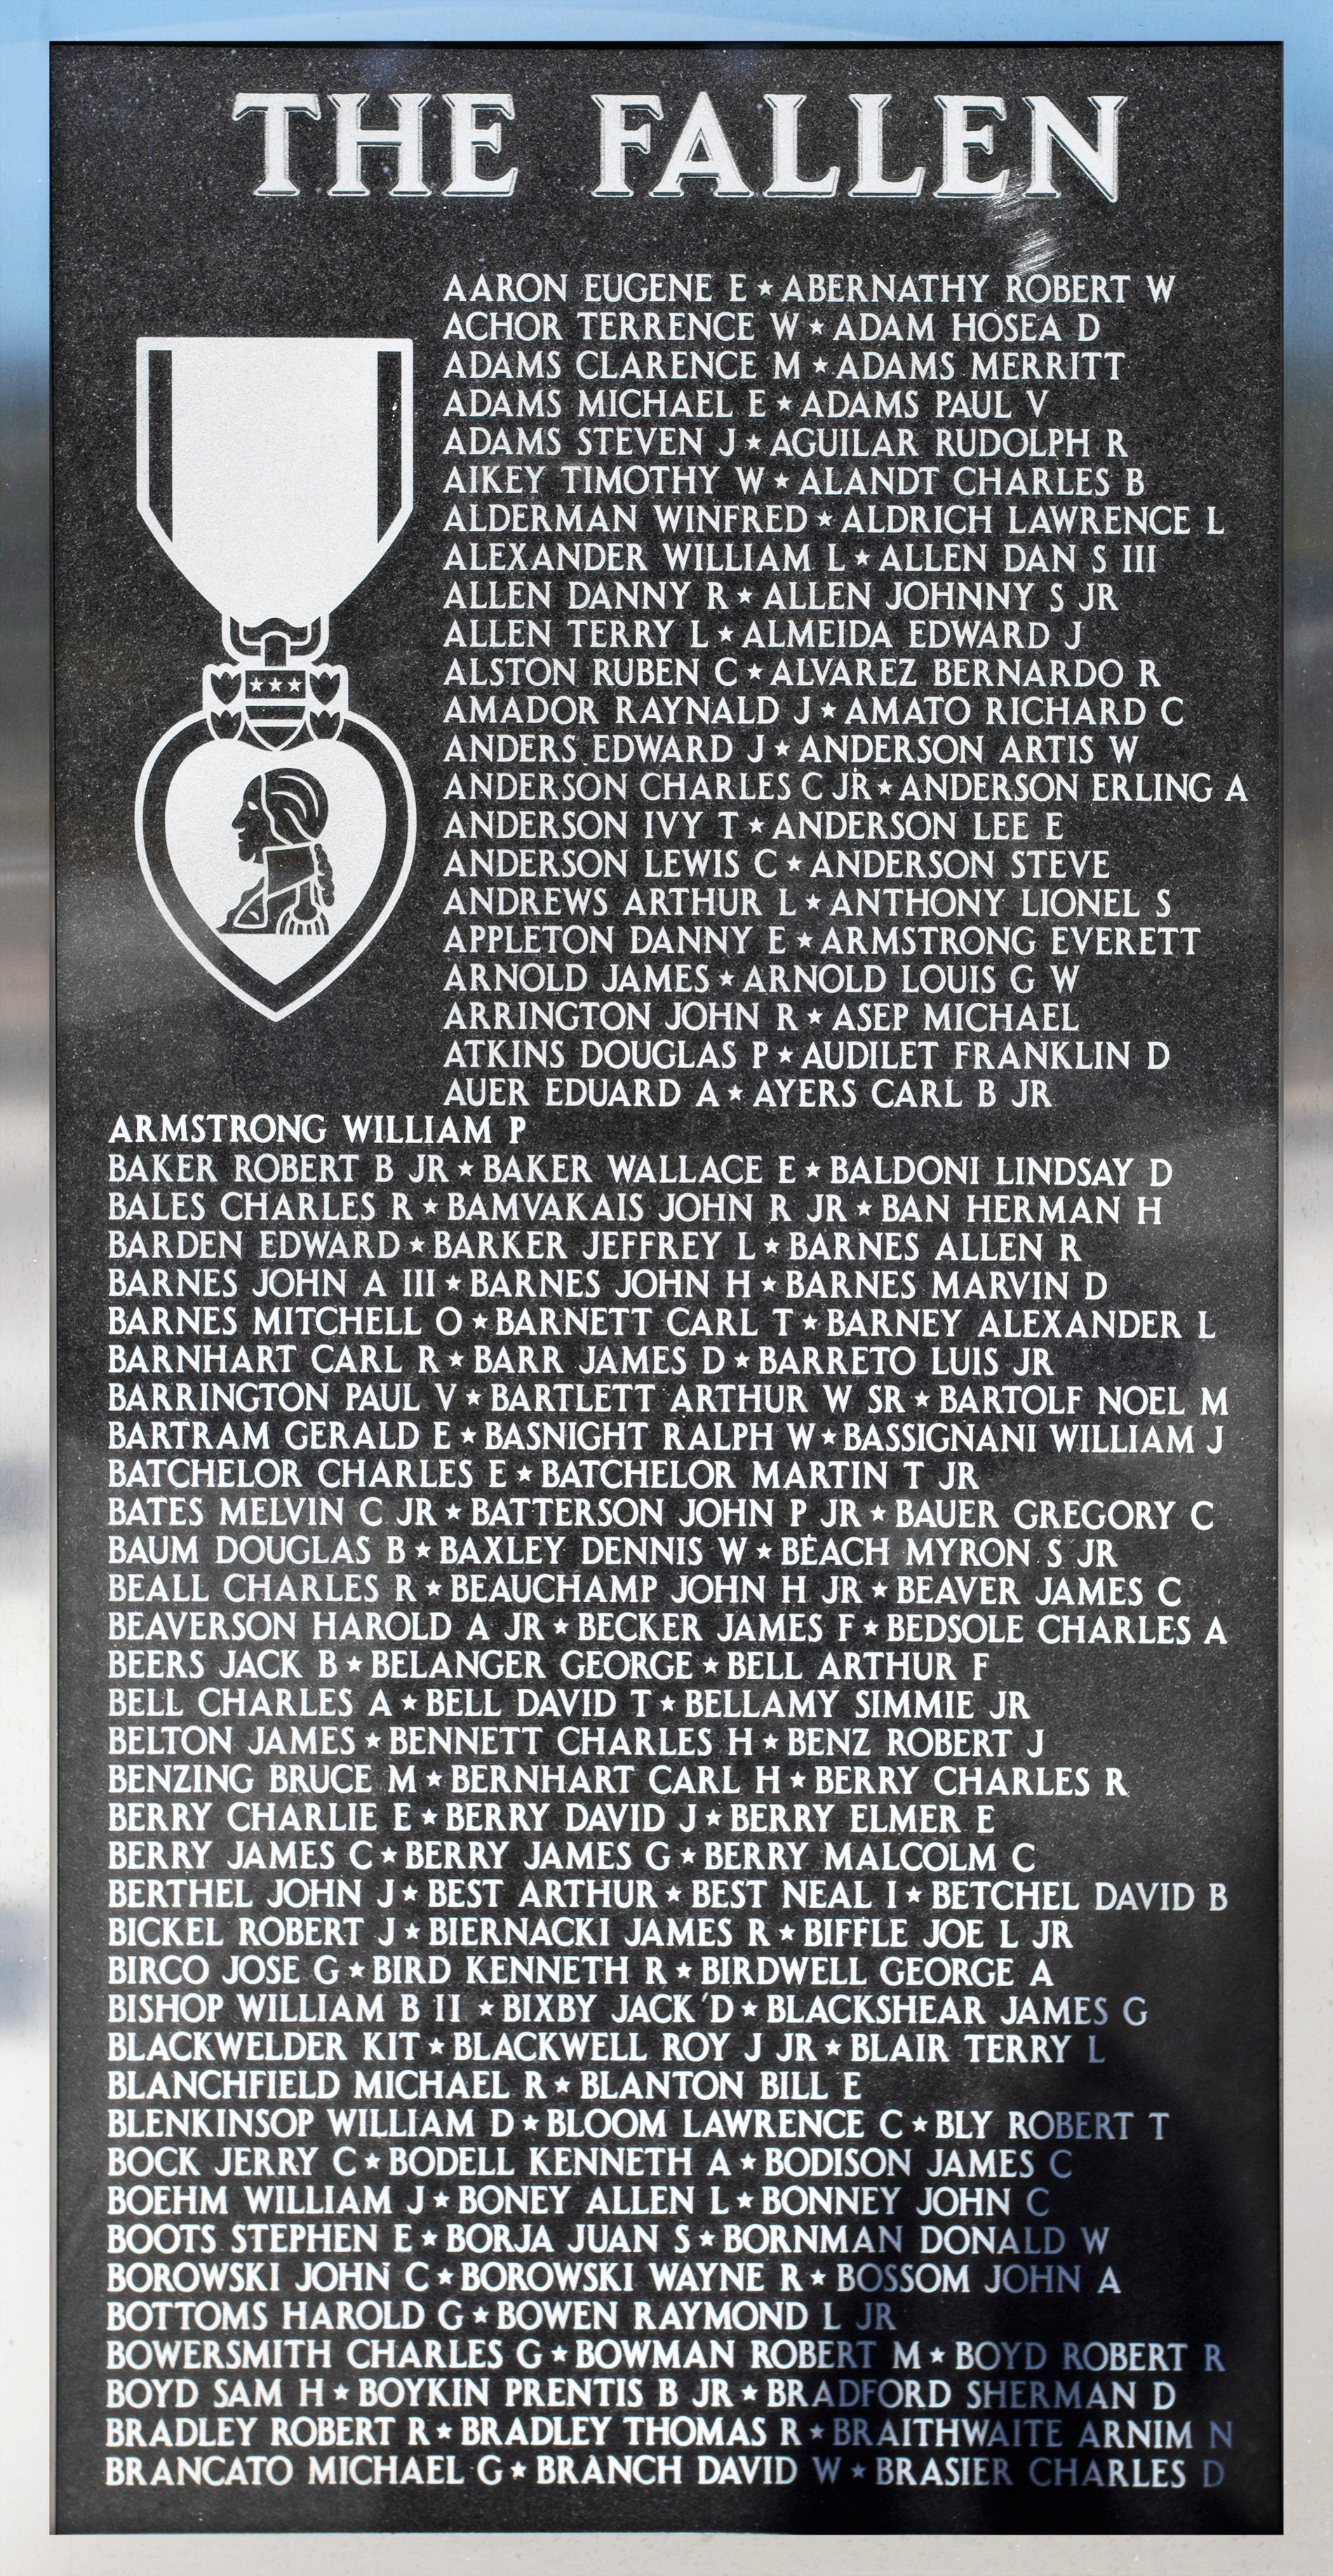 THE FALLEN
AARON EUGENE E ★ ABERNATHY ROBERT W
ACHOR TERRENCE W ★ ADAM HOSEA D
ADAMS CLARENCE M ★ ADAMS MERRITT
ADAMS MICHAEL E ★ ADAMS PAUL V
ADAMS STEVEN J ★ AGUILAR RUDOLPH R
AIKEY TIMOTHY W ★ ALANDT CHARLES B
ALDERMAN WINFRED ★ ALDRICH LAWRENCE L
ALEXANDER WILLIAM L ★ ALLEN DAN S III
ALLEN DANNY R ★ ALLEN JOHNNY S JR
ALLEN TERRY L ★ ALMEIDA EDWARD J
ALSTON RUBEN C ★ ALVAREZ BERNARDO R
AMADOR RAYNALD J ★ AMATO RICHARD C
ANDERS EDWARD J ★ ANDERSON ARTIS W
ANDERSON CHARLES C JR ★ ANDERSON ERLING A
ANDERSON IVY T ★ ANDERSON LEE E
ANDERSON LEWIS C ★ ANDERSON STEVE
ANDREWS ARTHUR L ★ ANTHONY LIONEL S
APPLETON DANNY E ★ ARMSTRONG EVERETT
ARNOLD JAMES ★ ARNOLD LOUIS G W
ARRINGTON JOHN R ★ ASEP MICHAEL
ATKINS DOUGLAS P ★ AUDILET FRANKLIN D
AUER EDUARD A ★ AYERS CARL B JR
ARMSTRONG WILLIAM P
BAKER ROBERT B JR ★ BAKER WALLACE E ★ BALDONI LINDSAY D
BALES CHARLES R ★ BAMVAKAIS JOHN R JR ★ BAN HERMAN H
BARDEN EDWARD ★ BARKER JEFFREY L ★ BARNES ALLEN R
BARNES JOHN A III ★ BARNES JOHN H ★ BARNES MARVIN D
BARNES MITCHELL O ★ BARNETT CARL T ★ BARNEY ALEXANDER L
BARNHART CARL R ★ BARR JAMES D ★ BARRETO LUIS JR
BARRINGTON PAUL V ★ BARTLETT ARTHUR W SR ★ BARTOLF NOEL M
BARTRAM GERALD E ★ BASNIGHT RALPH W ★ BASSIGNANI WILLIAM J
BATCHELOR CHARLES E ★ BATCHELOR MARTIN T JR
BATES MELVIN C JR ★ BATTERSON JOHN P JR ★ BAUER GREGORY C
BAUM DOUGLAS B ★ BAXLEY DENNIS W ★ BEACH MYRON S JR
BEALL CHARLES R ★ BEAUCHAMP JOHN H JR ★ BEAVER JAMES C
BEAVERSON HAROLD A JR ★ BECKER JAMES F ★ BEDSOLE CHARLES A
BEERS JACK B ★ BELANGER GEORGE ★ BELL ARTHUR F
BELL CHARLES A ★ BELL DAVID T ★ BELLAMY SIMMIE JR
BELTON JAMES ★ BENNETT CHARLES H ★ BENZ ROBERT J
BENZING BRUCE M ★ BERNHART CARL H ★ BERRY CHARLES R
BERRY CHARLIE E ★ BERRY DAVID J ★ BERRY ELMER E
BERRY JAMES C ★ BERRY JAMES G ★ BERRY MALCOLM C
BERTHEL JOHN J ★ BEST ARTHUR ★ BEST NEAL I ★ BETCHEL DAVID B
BICKEL ROBERT J ★ BIERNACKI JAMES R ★ BIFFLE JOE L JR
BIRCO JOSE G ★ BIRD KENNETH R ★ BIRDWELL GEORGE A
BISHOP WILLIAM B II ★ BIXBY JACK D ★ BLACKSHEAR JAMES G
BLACKWELDER KIT ★ BLACKWELL ROY J JR ★ BLAIR TERRY L
BLANCHFIELD MICHAEL R ★ BLANTON BILL E
BLENKINSOP WILLIAM D ★ BLOOM LAWRENCE C ★ BLY ROBERT T
BOCK JERRY C ★ BODELL KENNETH A ★ BODISON JAMES C
BOEHM WILLIAM J ★ BONEY ALLEN L ★ BONNEY JOHN C
BOOTS STEPHEN E ★ BORJA JUAN S ★ BORNMAN DONALD W
BOROWSKI JOHN C ★ BOROWSKI WAYNE R ★ BOSSOM JOHN A
BOTTOMS HAROLD G ★ BOWEN RAYMOND L JR
BOWERSMITH CHARLES G ★ BOWMAN ROBERT M ★ BOYD ROBERT R
BOYD SAM H ★ BOYKIN PRENTIS B JR ★ BRADFORD SHERMAN D
BRADLEY ROBERT R ★ BRADLEY THOMAS R ★ BRAITHWAITE ARNIM N
BRANCATO MICHAEL G ★ BRANCH DAVID W ★ BRASIER CHARLES D